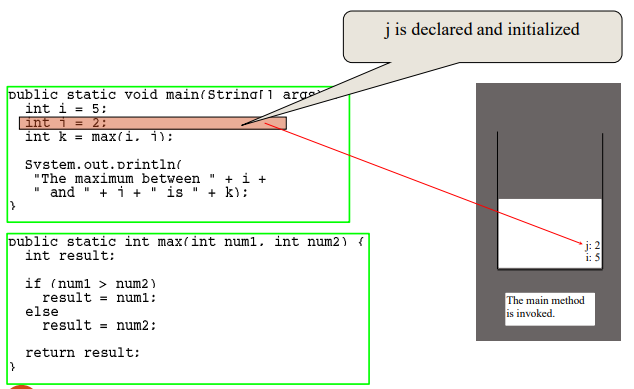 j is declared and initialized
public static void main(String[] args)
int i = 5;
int j = 2;
int k = max(i, j);
System.out.println(
"The maximum between " + i +
" and " + j + " is " + k);
}
public static int max(int num1, int num2) {
int result;
if (num1 > num2)
result = num1;
else
result = num2;
return result;
}
j: 2
i: 5
The main method
is invoked.